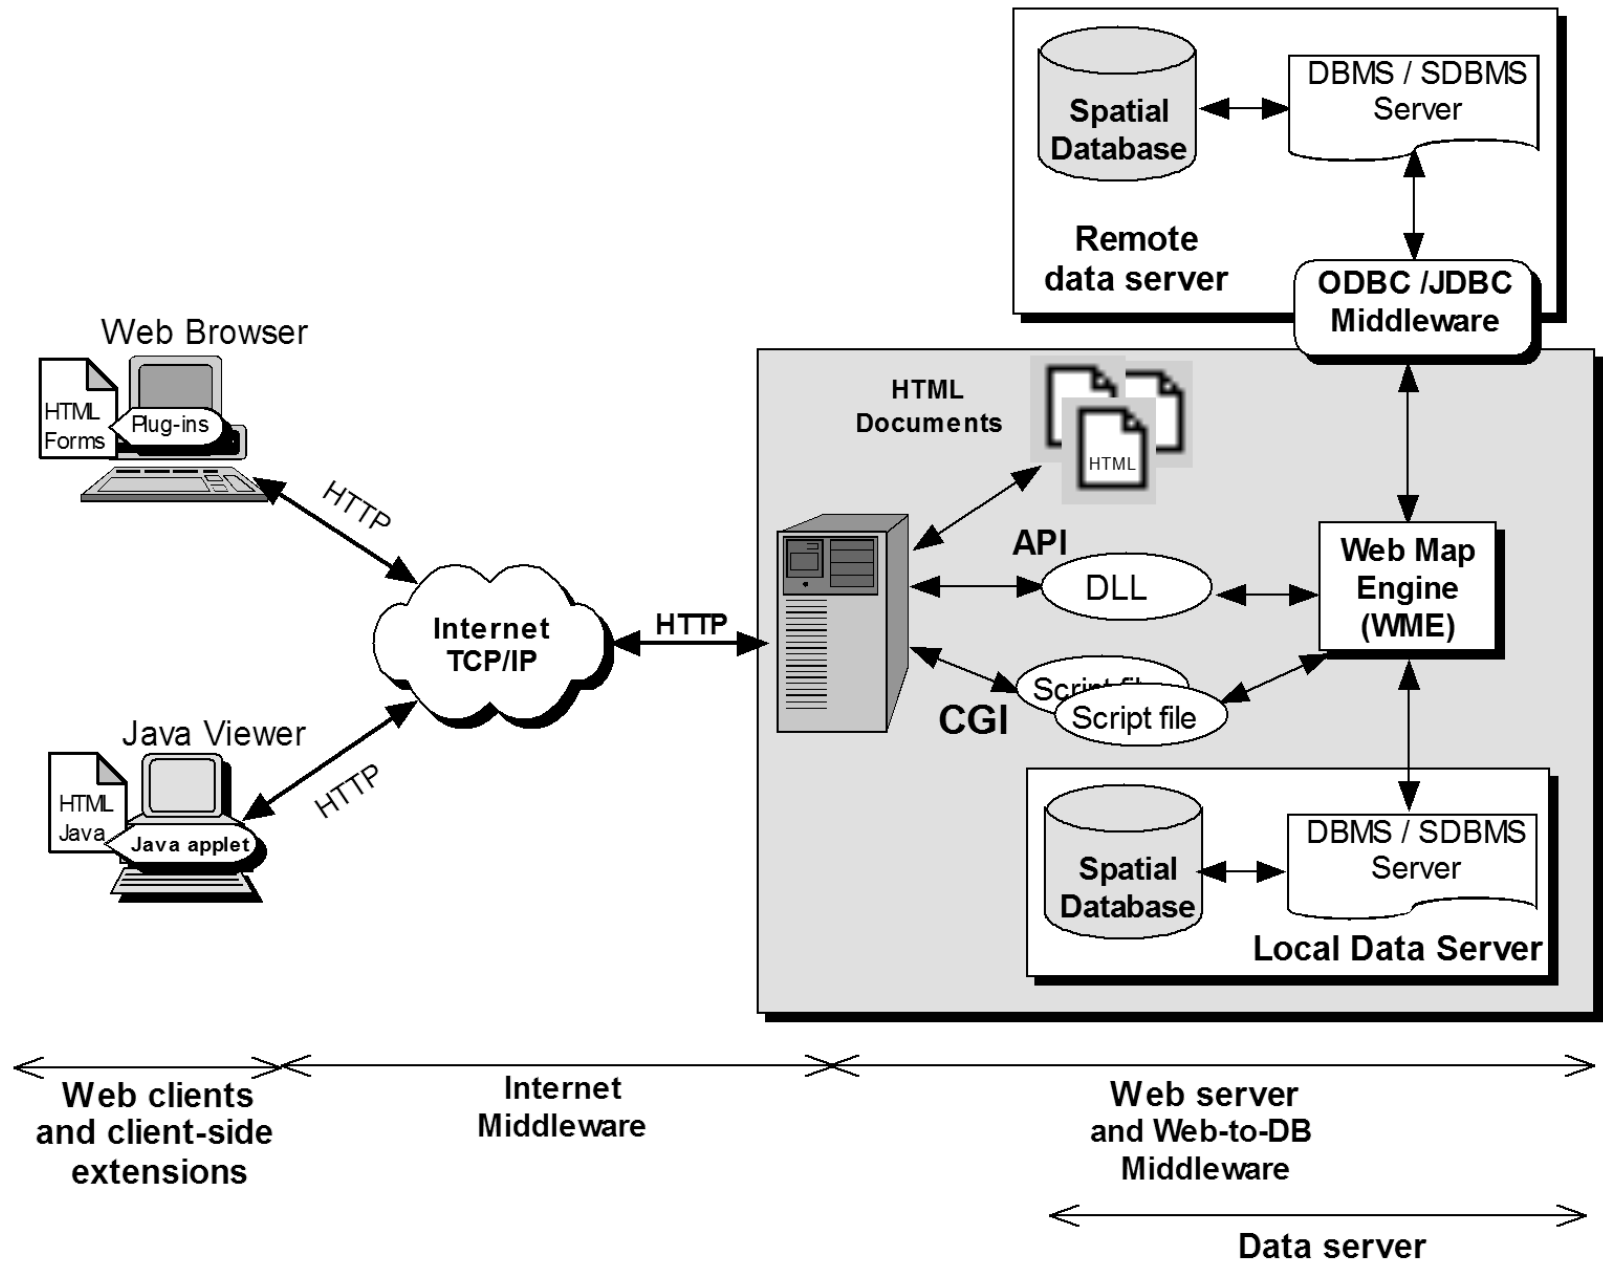 Spatial
Database
DBMS / SDBMS
Server
Remote
data server
ODBC /JDBC
Middleware
Web Browser
HTML
Forms
Plug-ins
HTTP
HTML
Documents
HTML
API
DLL
Web Map
Engine
(WME)
Internet
TCP/IP
HTTP
Script file
Script file
CGI
Java Viewer
HTML
Java
Java applet
HTTP
Spatial
Database
DBMS / SDBMS
Server
Local Data Server
Web clients
and client-side
extensions
Internet
Middleware
Web server
and Web-to-DB
Middleware
Data server